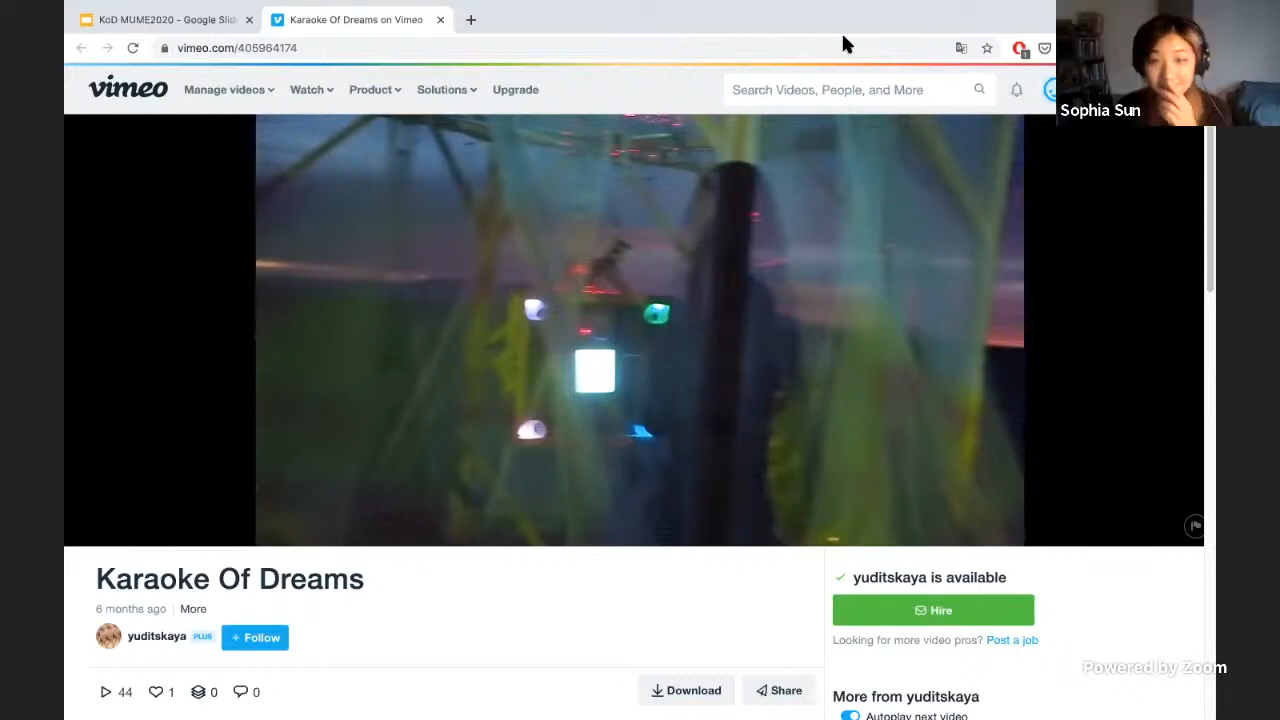 KoD MUME2020 - Google Slid
Karaoke Of Dreams on Vimeo
vimeo.com/405964174
1
vimeo
Manage videos
Watch
Product
Solutions
Upgrade
Search Videos, People, and More
Sophia Sun
Karaoke Of Dreams
6 months ago
More
yuditskaya
PLUS
+ Follow
44
1
0
0
Download
Share
yuditskaya is available
Hire
Looking for more video pros? Post a job
Powered by Zoom
More from yuditskaya
Autoplay next video